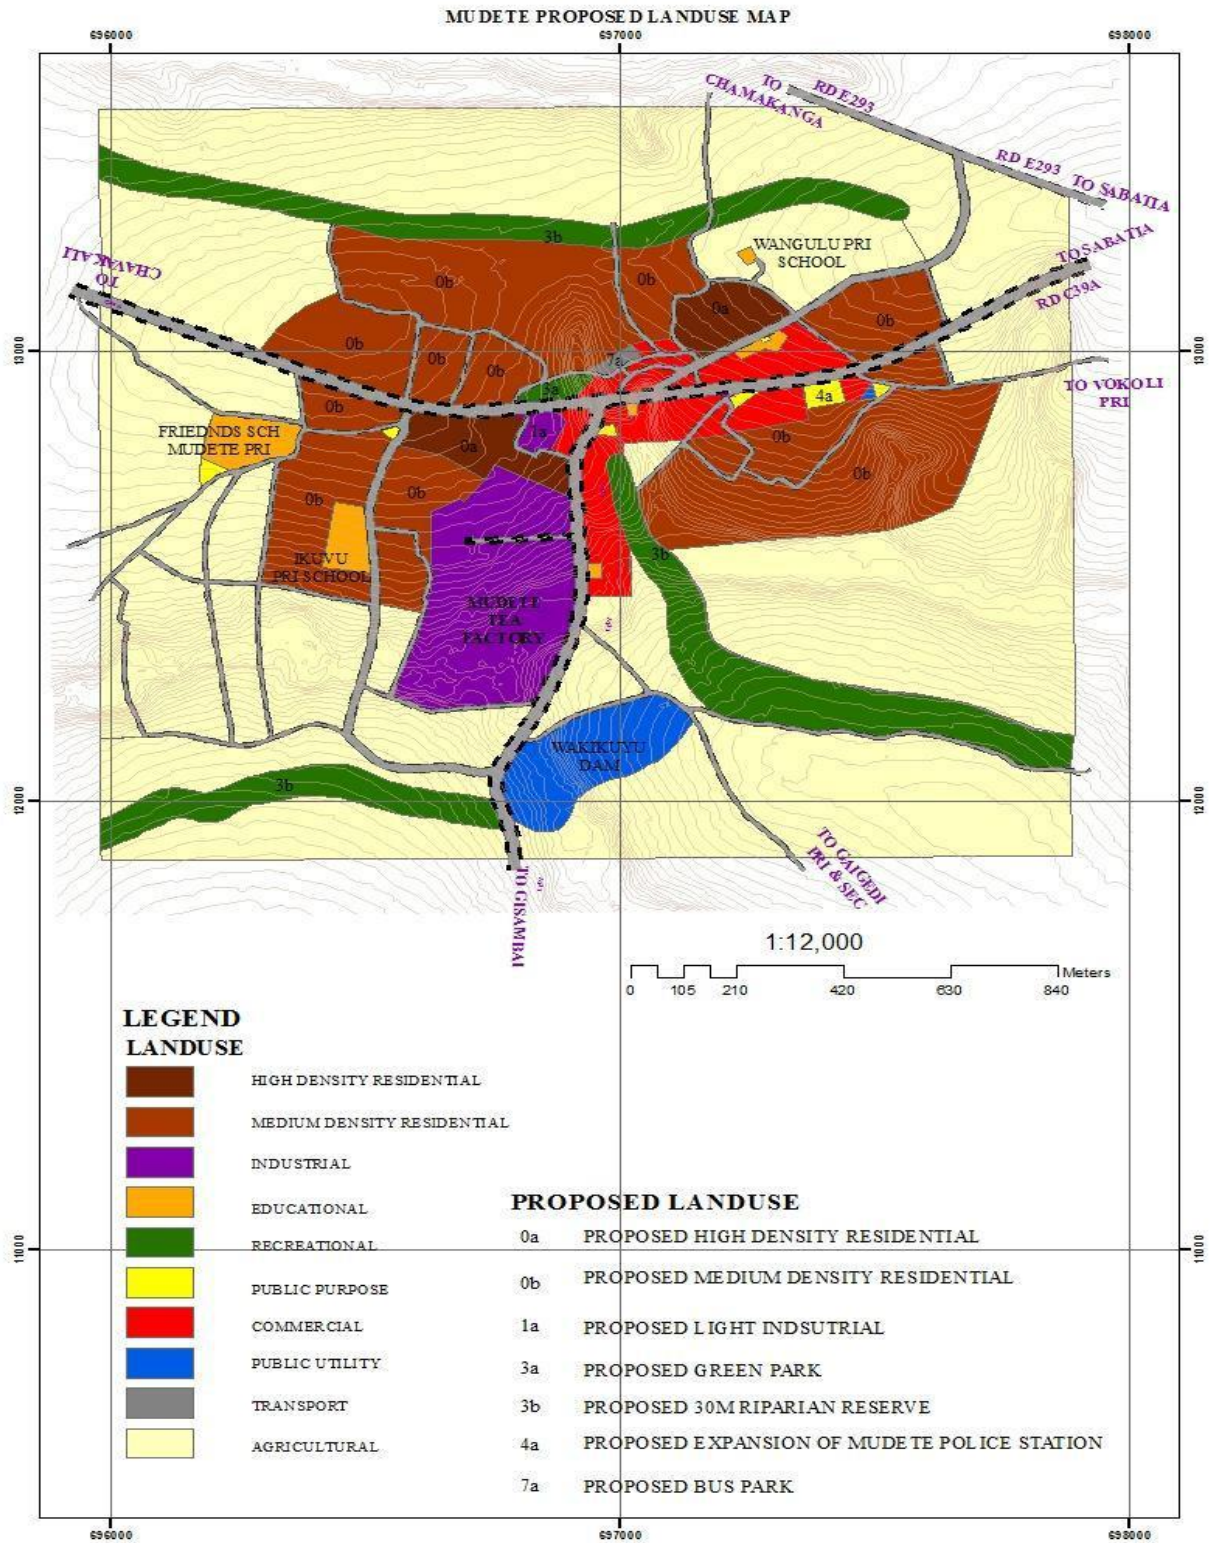 MUDETE PROPOSED LANDUSE MAP
696000
697000
698000
TO CHAMAKANGA
RD E293
RD E293 TO SABATIA
TO SABATIA
RD C39A
TO CHAVAKALI
WANGULU PRI
SCHOOL
3b
0b
0b
0a
0b
0b
0b
0b
13000
13000
7a
3a
TO VOKOLI
PRI
4a
0b
FRIEDNDS SCH
MUDETE PRI
0a
1a
0b
0b
0b
0b
IKUVU
PRI SCHOOL
3b
MUDETE
TEA
FACTORY
WAKIKUYU
DAM
3b
12000
12000
TO GAIGEDI
PRI & SEC
TO GISAMBAI
1:12,000
Meters
0 105 210 420 630 840
LEGEND
LANDUSE
HIGH DENSITY RESIDENTIAL
MEDIUM DENSITY RESIDENTIAL
INDUSTRIAL
EDUCATIONAL
RECREATIONAL
PUBLIC PURPOSE
COMMERCIAL
PUBLIC UTILITY
TRANSPORT
AGRICULTURAL
PROPOSED LANDUSE
0a PROPOSED HIGH DENSITY RESIDENTIAL
0b PROPOSED MEDIUM DENSITY RESIDENTIAL
1a PROPOSED LIGHT INDSUTRIAL
3a PROPOSED GREEN PARK
3b PROPOSED 30M RIPARIAN RESERVE
4a PROPOSED EXPANSION OF MUDETE POLICE STATION
7a PROPOSED BUS PARK
11000
11000
696000
697000
698000